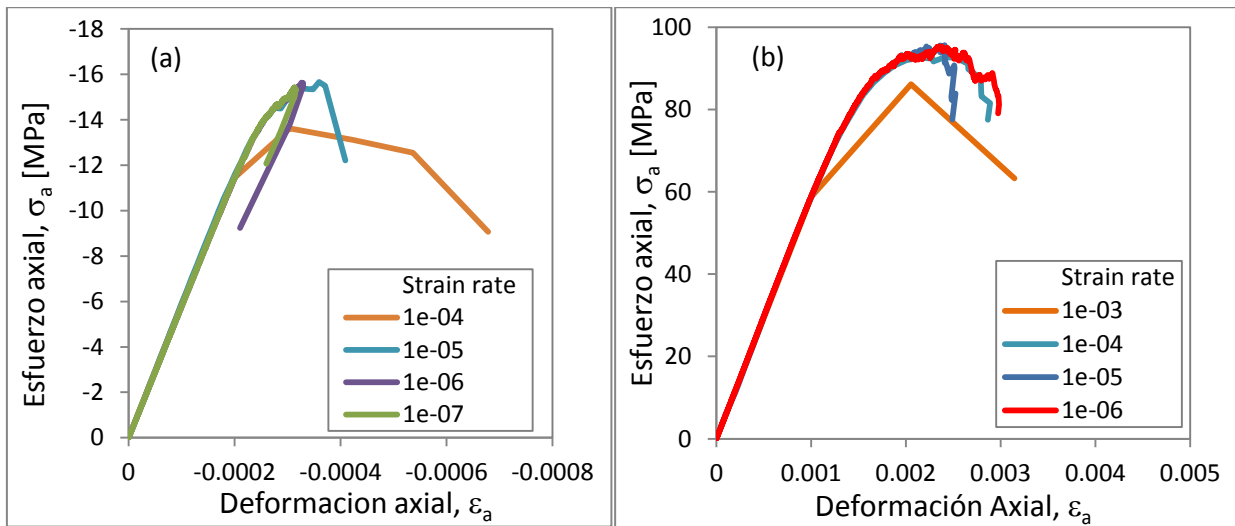 (a)
Esfuerzo axial, σa [MPa]
-18
-16
-14
-12
-10
-8
-6
-4
-2
0
0 -0.0002 -0.0004 -0.0006 -0.0008
Deformacion axial, εa
Strain rate
1e-04
1e-05
1e-06
1e-07
(b)
Esfuerzo axial, σa [MPa]
100
80
60
40
20
0
0 0.001 0.002 0.003 0.004 0.005
Deformación Axial, εa
Strain rate
1e-03
1e-04
1e-05
1e-06